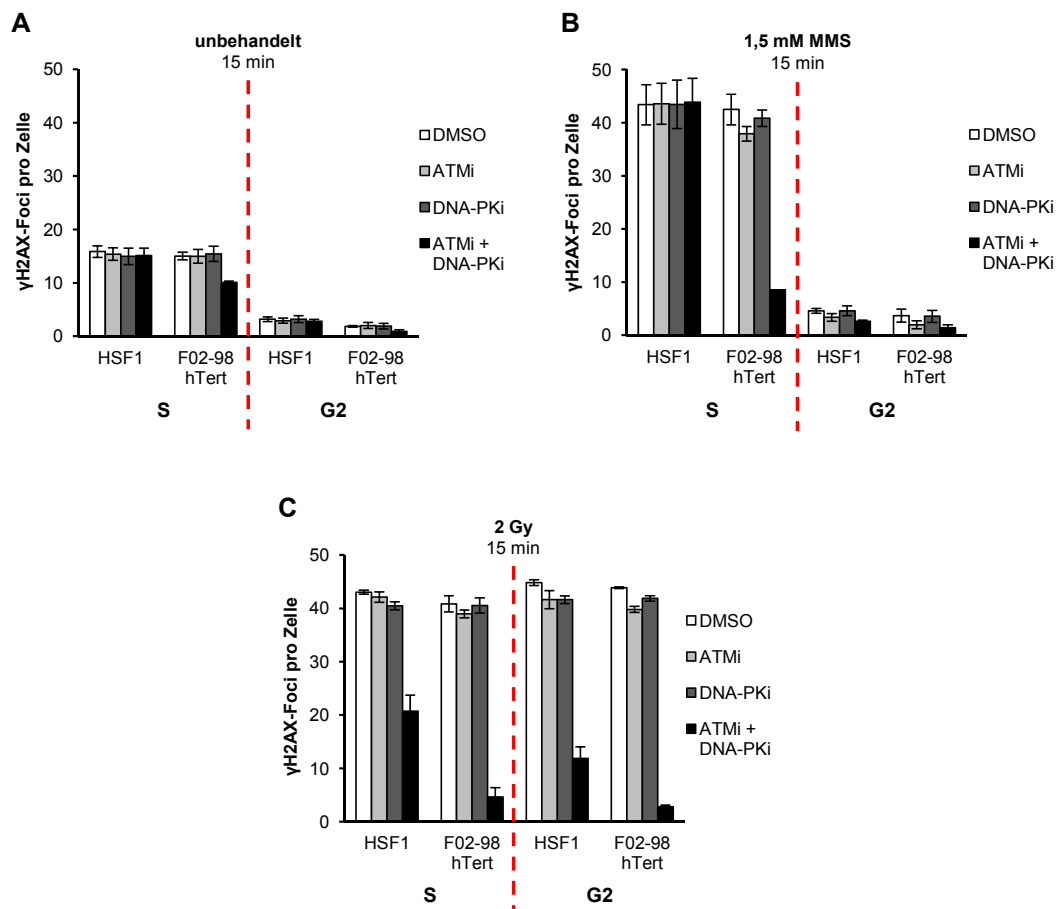 A
unbehandelt
15 min
γH2AX-Foci pro Zelle
50
40
30
20
10
0
DMSO
ATMi
DNA-PKi
ATMi +
DNA-PKi
HSF1
F02-98
hTert
HSF1
F02-98
hTert
S
G2
B
1,5 mM MMS
15 min
γH2AX-Foci pro Zelle
50
40
30
20
10
0
DMSO
ATMi
DNA-PKi
ATMi +
DNA-PKi
HSF1
F02-98
hTert
HSF1
F02-98
hTert
S
G2
C
2 Gy
15 min
γH2AX-Foci pro Zelle
50
40
30
20
10
0
DMSO
ATMi
DNA-PKi
ATMi +
DNA-PKi
HSF1
F02-98
hTert
HSF1
F02-98
hTert
S
G2